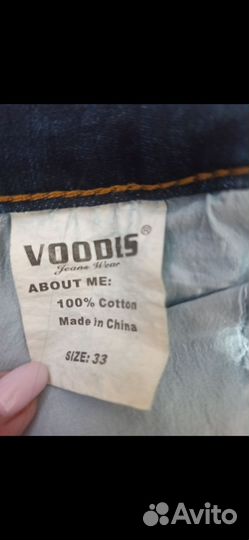 VOODIS®
Jeans Wear
ABOUT ME:
100% Cotton
Made in China
SIZE: 33
Avito